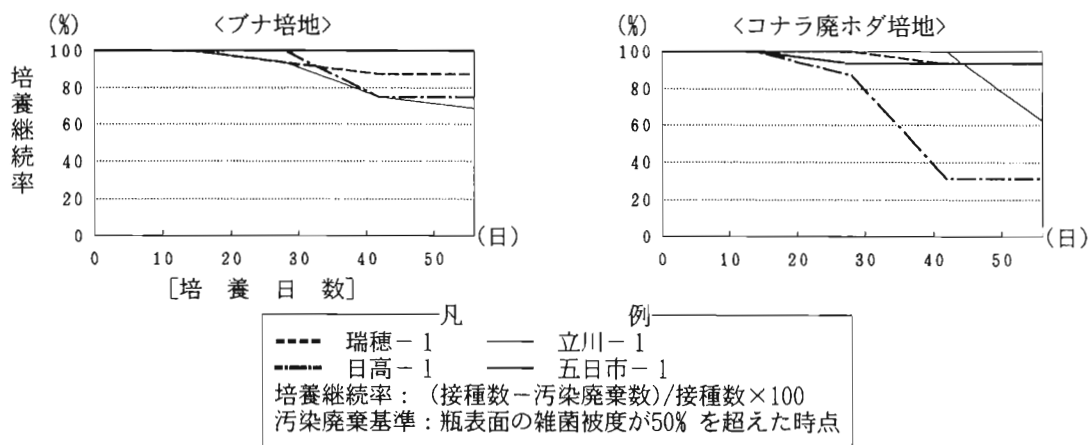 (%) <ブナ培地>
培養継続率
100
80
60
40
20
0
0 10 20 30 40 50 (日)
[培 養 日 数]
(%) <コナラ廃ホダ培地>
100
80
60
40
20
0
0 10 20 30 40 50 (日)
凡 例
瑞穂－1 立川－1
日高－1 五日市－1
培養継続率：(接種数－汚染廃棄数)/接種数×100
汚染廃棄基準：瓶表面の雑菌被度が50% を超えた時点